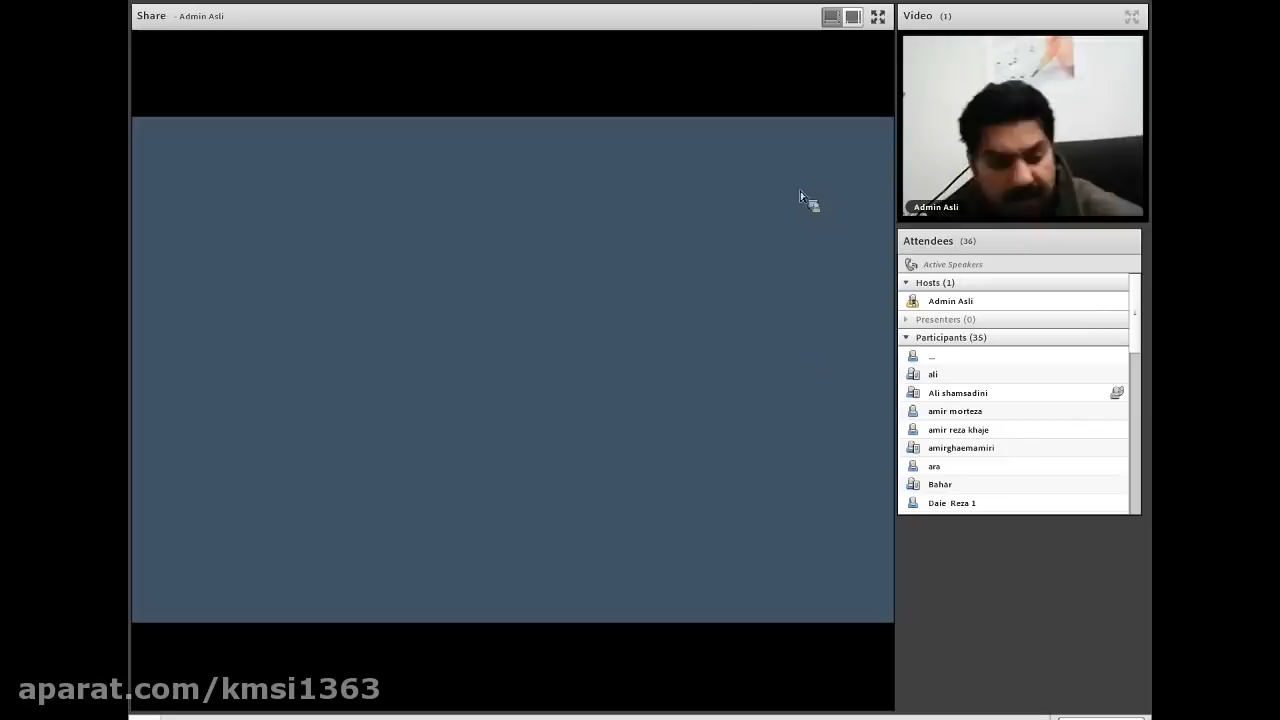 Share - Admin Asli
Video (1)
Admin Asli
Attendees (36)
Active Speakers
Hosts (1)
Admin Asli
Presenters (0)
Participants (35)
...
ali
Ali shamsadini
amir morteza
amir reza khaje
amirghaemamiri
ara
Bahar
Daie Reza 1
aparat.com/kmsi1363